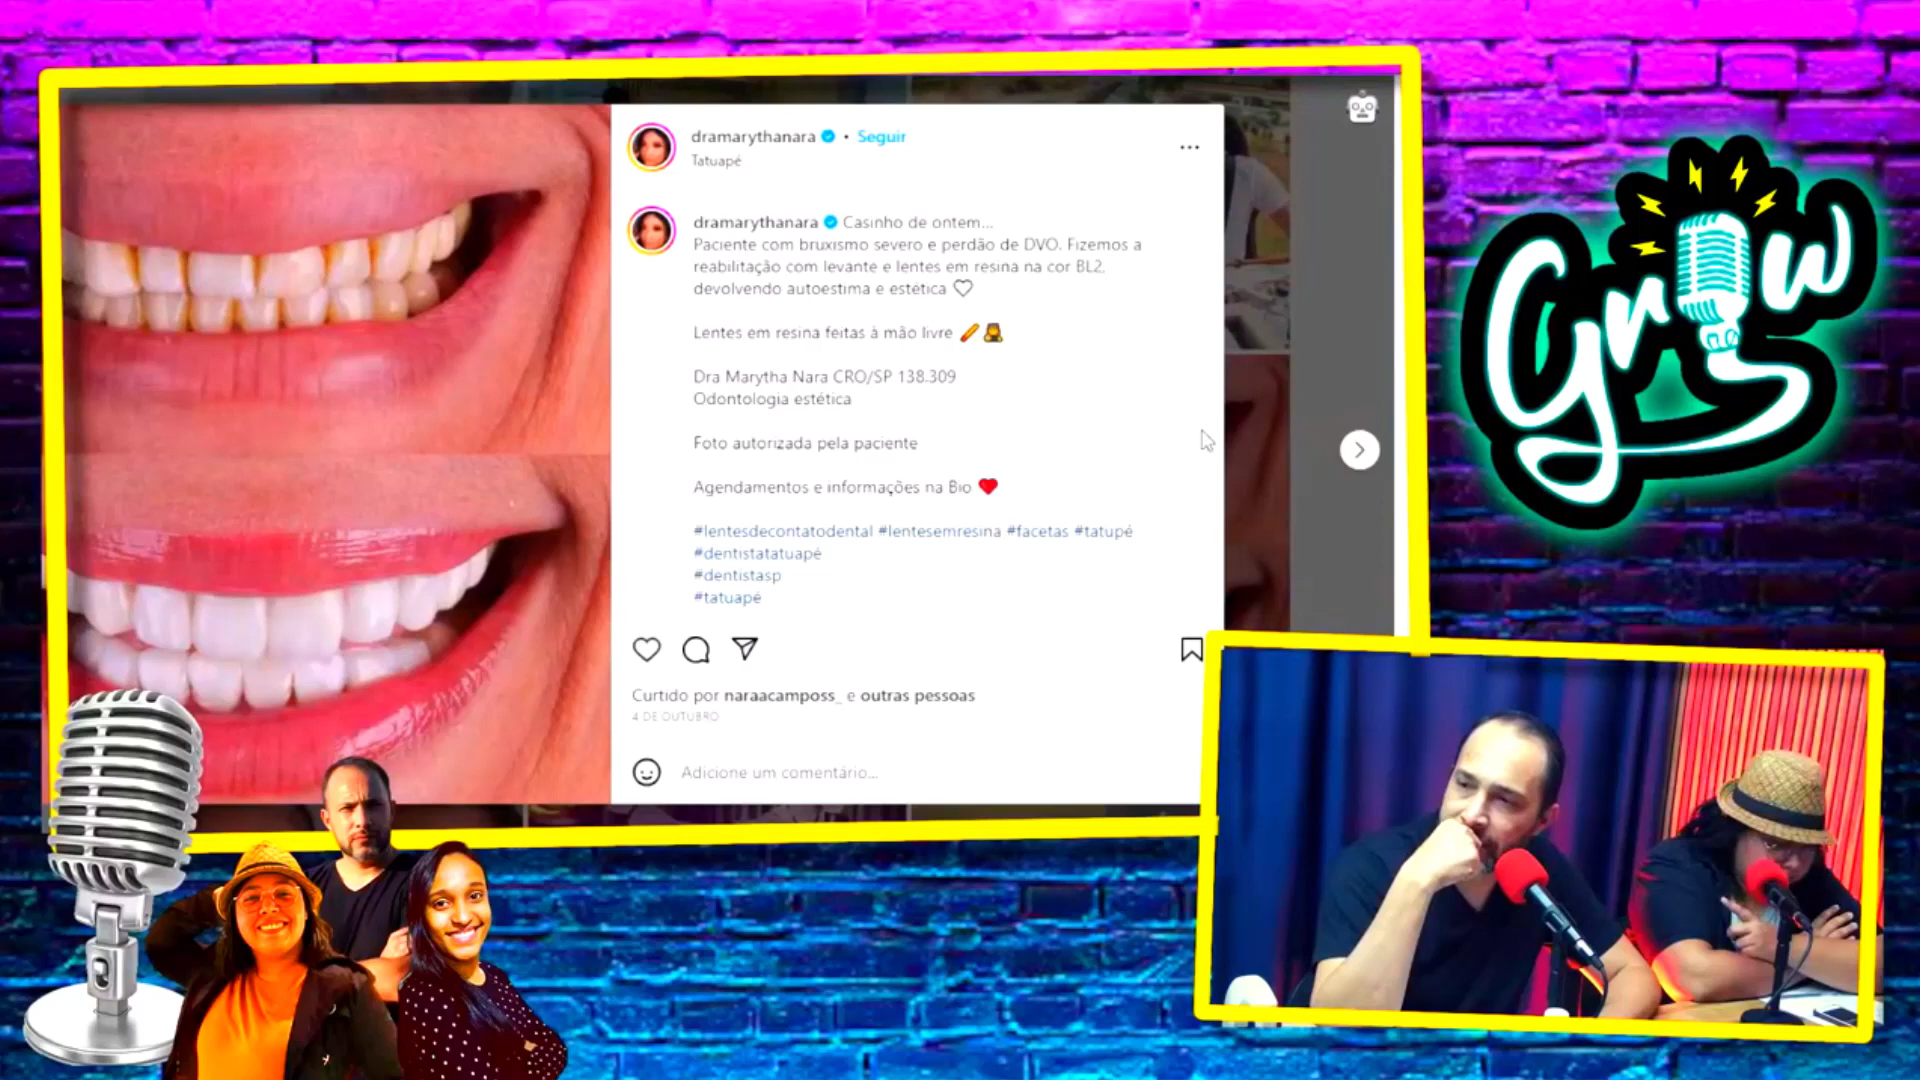 dramarythanara • Seguir
Tatuapé
dramarythanara Casinho de ontem...
Paciente com bruxismo severo e perdão de DVO. Fizemos a
reabilitação com levante e lentes em resina na cor BL2,
devolvendo autoestima e estética
Lentes em resina feitas à mão livre
Dra Marytha Nara CRO/SP 138.309
Odontologia estética
Foto autorizada pela paciente
Agendamentos e informações na Bio
#lentesdecontatodental #lentesemresina #facetas #tatupé
#dentistatatuapé
#dentistasp
#tatuapé
Curtido por naraacamposs_ e outras pessoas
4 DE OUTUBRO
Adicione um comentário...
Grow